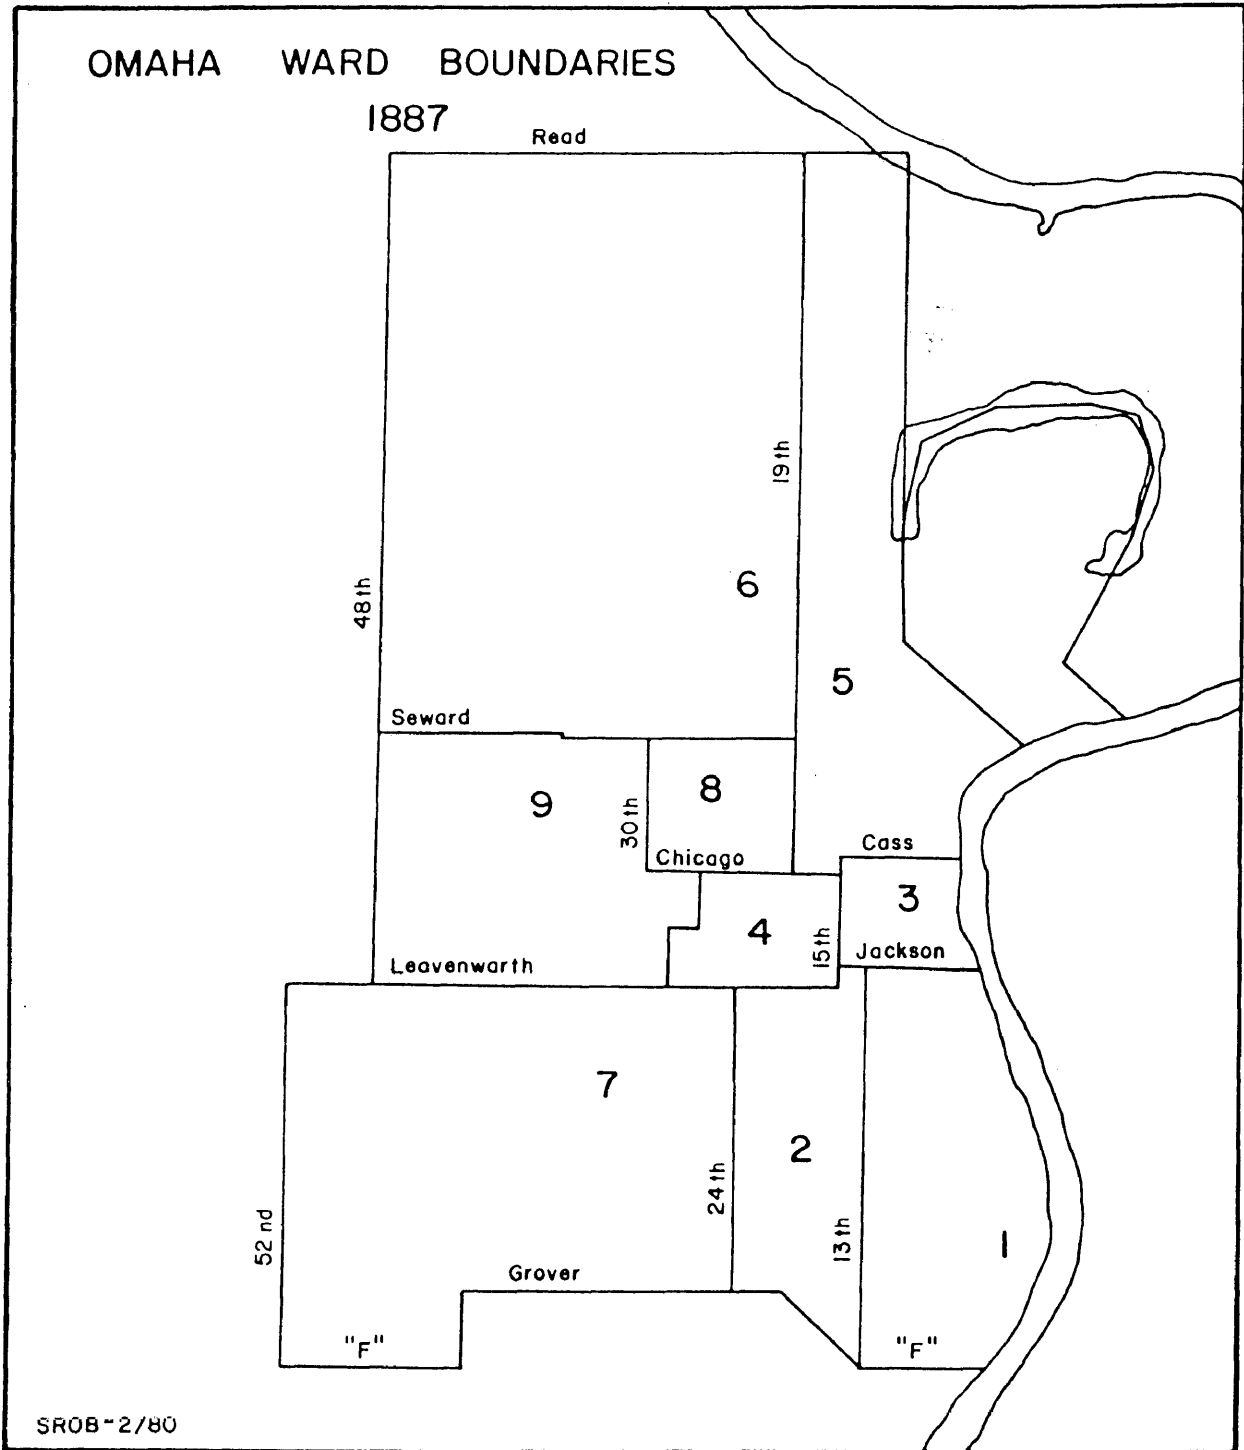 OMAHA WARD BOUNDARIES
1887
Read
19th
48th
6
5
Seward
9
30th
8
Chicago
Cass
3
4
15th
Jackson
Leavenwarth
7
2
24th
52nd
13th
1
Grover
"F"
"F"
SROB-2/80